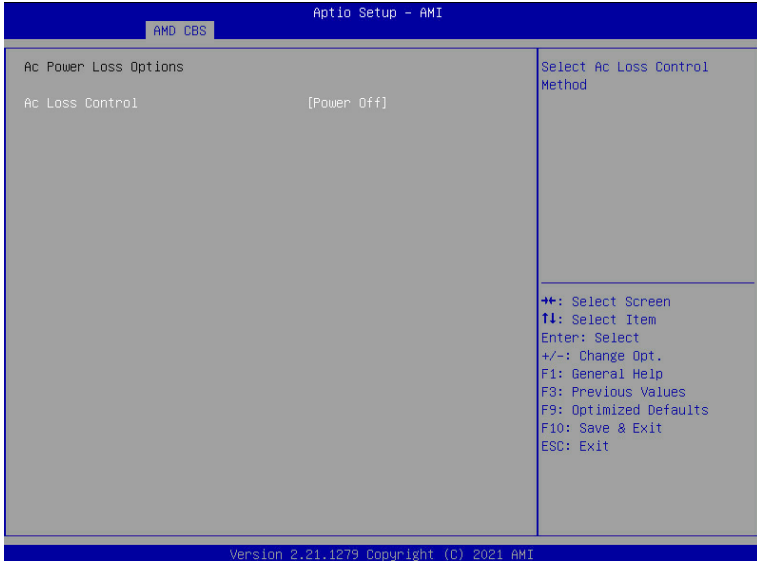 Aptio Setup – AMI
AMD CBS
Ac Power Loss Options
Ac Loss Control [Power Off]
Select Ac Loss Control
Method
→←: Select Screen
↑↓: Select Item
Enter: Select
+/-: Change Opt.
F1: General Help
F3: Previous Values
F9: Optimized Defaults
F10: Save & Exit
ESC: Exit
Version 2.21.1279 Copyright (C) 2021 AMI